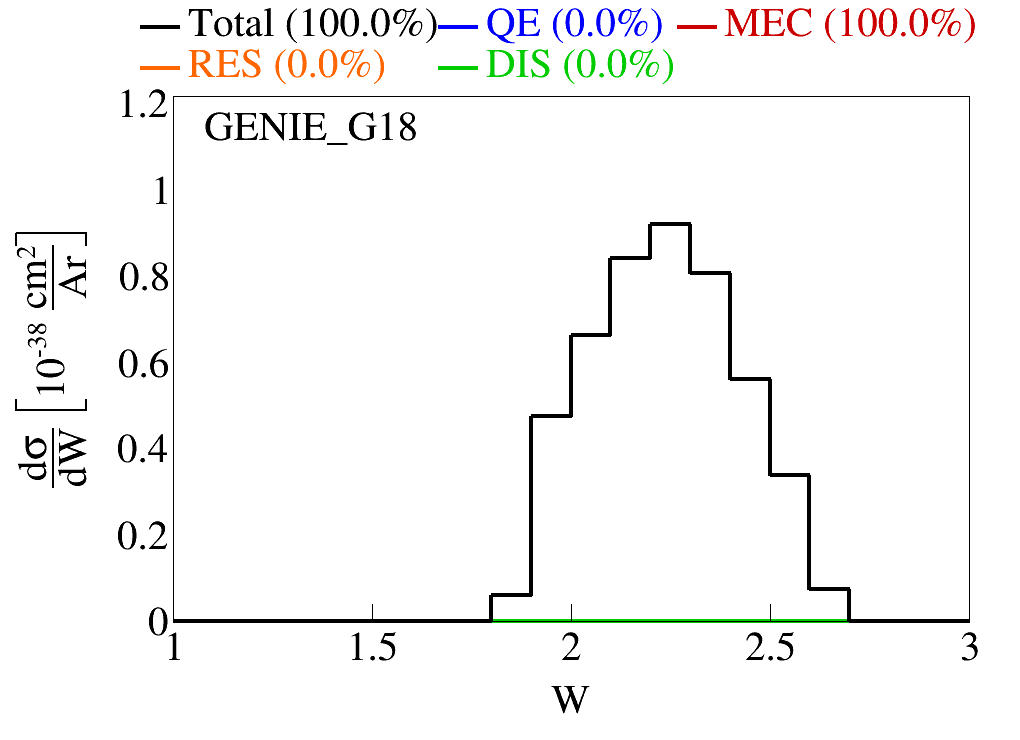 Total (100.0%) QE (0.0%) MEC (100.0%)
RES (0.0%) DIS (0.0%)
GENIE_G18
1.2
1
0.8
0.6
0.4
0.2
0
dσ/dW [10^-38 cm^2/Ar]
1 1.5 2 2.5 3
W